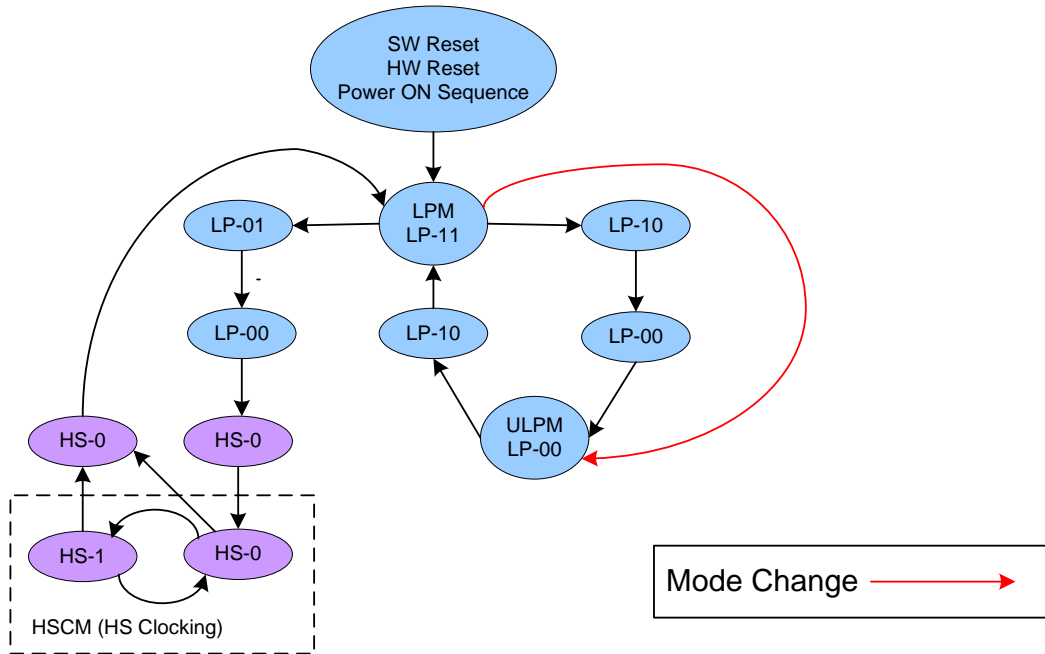 SW Reset
HW Reset
Power ON Sequence
LP-01
LPM
LP-11
LP-10
LP-00
LP-10
LP-00
HS-0
HS-0
ULPM
LP-00
HS-1
HS-0
HSCM (HS Clocking)
Mode Change